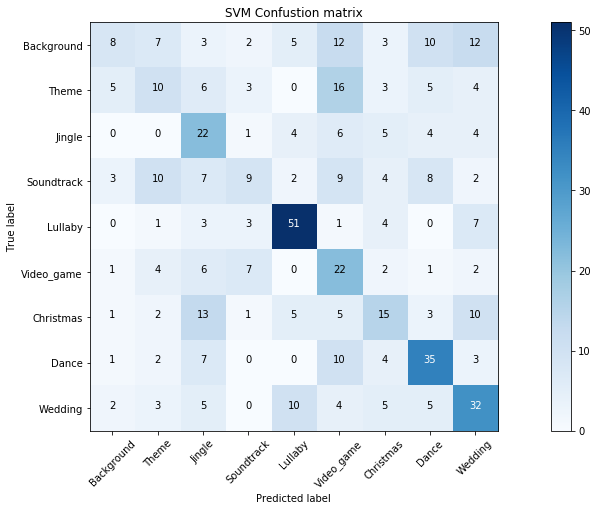 SVM Confustion matrix
True label
Background 8 7 3 2 5 12 3 10 12
Theme 5 10 6 3 0 16 3 5 4
Jingle 0 0 22 1 4 6 5 4 4
Soundtrack 3 10 7 9 2 9 4 8 2
Lullaby 0 1 3 3 51 1 4 0 7
Video_game 1 4 6 7 0 22 2 1 2
Christmas 1 2 13 1 5 5 15 3 10
Dance 1 2 7 0 0 10 4 35 3
Wedding 2 3 5 0 10 4 5 5 32
Background Theme Jingle Soundtrack Lullaby Video_game Christmas Dance Wedding
Predicted label
50
40
30
20
10
0